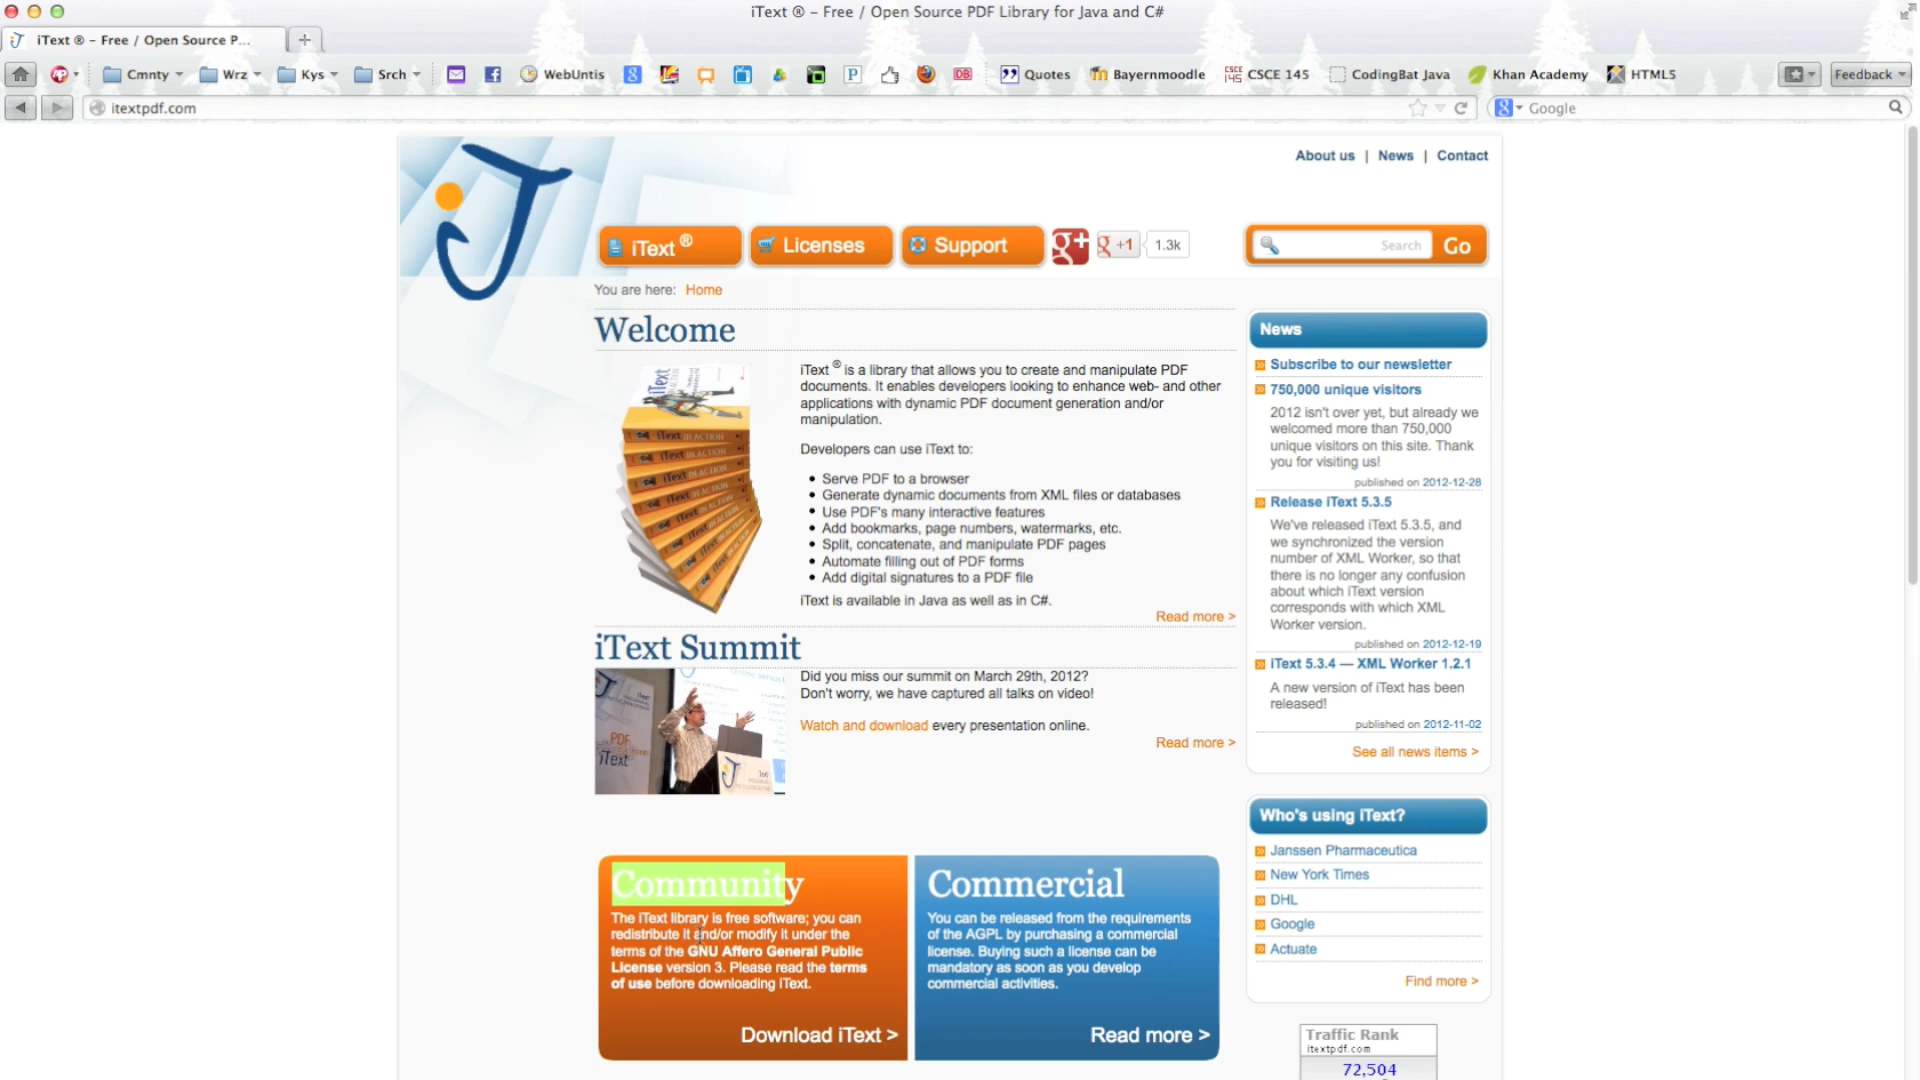 iText ® – Free / Open Source PDF Library for Java and C#
iText ® – Free / Open Source P...
Cmnty
Wrz
Kys
Srch
WebUntis
Quotes
Bayernmoodle
CSCE 145
CodingBat Java
Khan Academy
HTML5
Feedback
itextpdf.com
Google
About us | News | Contact
iText ®
Licenses
Support
g+
+1
1.3k
Search
Go
You are here: Home
Welcome
iText ® is a library that allows you to create and manipulate PDF
documents. It enables developers looking to enhance web- and other
applications with dynamic PDF document generation and/or
manipulation.
Developers can use iText to:
Serve PDF to a browser
Generate dynamic documents from XML files or databases
Use PDF's many interactive features
Add bookmarks, page numbers, watermarks, etc.
Split, concatenate, and manipulate PDF pages
Automate filling out of PDF forms
Add digital signatures to a PDF file
iText is available in Java as well as in C#.
Read more >
iText Summit
Did you miss our summit on March 29th, 2012?
Don't worry, we have captured all talks on video!
Watch and download every presentation online.
Read more >
Community
The iText library is free software; you can
redistribute it and/or modify it under the
terms of the GNU Affero General Public
License version 3. Please read the terms
of use before downloading iText.
Download iText >
Commercial
You can be released from the requirements
of the AGPL by purchasing a commercial
license. Buying such a license can be
mandatory as soon as you develop
commercial activities.
Read more >
News
Subscribe to our newsletter
750,000 unique visitors
2012 isn't over yet, but already we
welcomed more than 750,000
unique visitors on this site. Thank
you for visiting us!
published on 2012-12-28
Release iText 5.3.5
We've released iText 5.3.5, and
we synchronized the version
number of XML Worker, so that
there is no longer any confusion
about which iText version
corresponds with which XML
Worker version.
published on 2012-12-19
iText 5.3.4 — XML Worker 1.2.1
A new version of iText has been
released!
published on 2012-11-02
See all news items >
Who's using iText?
Janssen Pharmaceutica
New York Times
DHL
Google
Actuate
Find more >
Traffic Rank
itextpdf.com
72,504